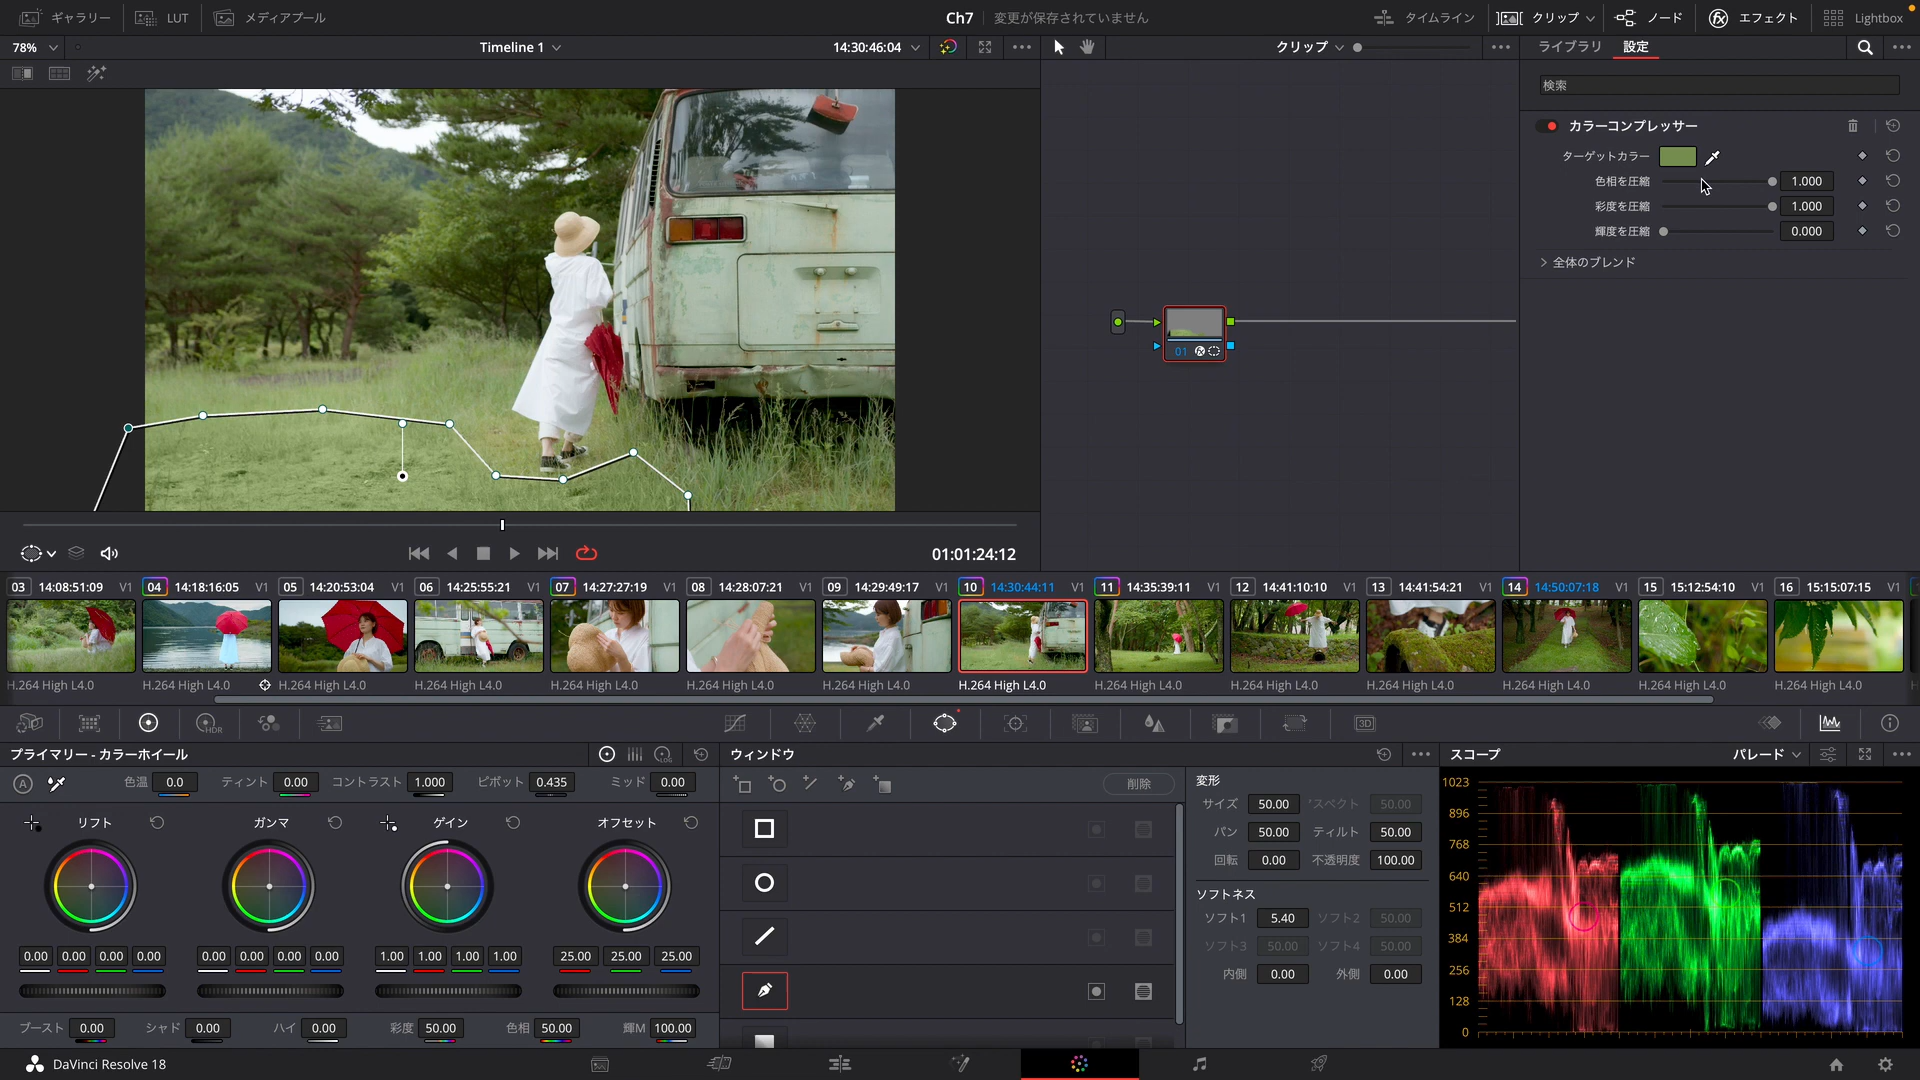 ギャラリー LUT メディアプール Ch7 変更が保存されていません タイムライン クリップ ノード エフェクト Lightbox
78% Timeline 1 14:30:46:04 クリップ ライブラリ 設定
検索
カラーコンプレッサー
ターゲットカラー
色相を圧縮 1.000
彩度を圧縮 1.000
輝度を圧縮 0.000
全体のブレンド
01
01:01:24:12
03 14:08:51:09 V1 04 14:18:16:05 V1 05 14:20:53:04 V1 06 14:25:55:21 V1 07 14:27:27:19 V1 08 14:28:07:21 V1 09 14:29:49:17 V1 10 14:30:44:11 V1 11 14:35:39:11 V1 12 14:41:10:10 V1 13 14:41:54:21 V1 14 14:50:07:18 V1 15 15:12:54:10 V1 16 15:15:07:15 V1
H.264 High L4.0 H.264 High L4.0 H.264 High L4.0 H.264 High L4.0 H.264 High L4.0 H.264 High L4.0 H.264 High L4.0 H.264 High L4.0 H.264 High L4.0 H.264 High L4.0 H.264 High L4.0 H.264 High L4.0 H.264 High L4.0 H.264 High L4.0
HDR 3D
プライマリー - カラーホイール LOG ウィンドウ スコープ パレード
A 色温 0.0 ティント 0.00 コントラスト 1.000 ピボット 0.435 ミッド 0.00
削除
リフト ガンマ ゲイン オフセット
0.00 0.00 0.00 0.00 0.00 0.00 0.00 0.00 1.00 1.00 1.00 1.00 25.00 25.00 25.00
ブースト 0.00 シャド 0.00 ハイ 0.00 彩度 50.00 色相 50.00 輝M 100.00
変形
サイズ 50.00 スペクト 50.00
パン 50.00 ティルト 50.00
回転 0.00 不透明度 100.00
ソフトネス
ソフト1 5.40 ソフト2 50.00
ソフト3 50.00 ソフト4 50.00
内側 0.00 外側 0.00
1023
896
768
640
512
384
256
128
0
DaVinci Resolve 18